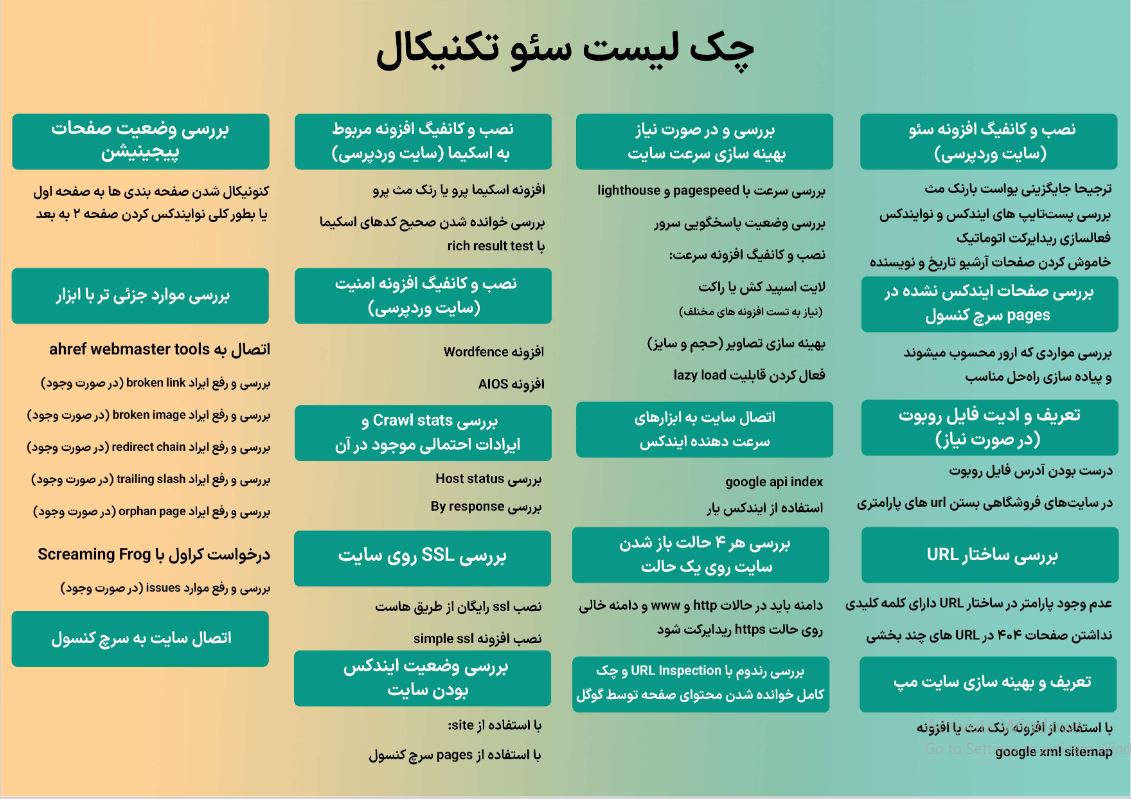 چک لیست سئو تکنیکال
نصب و کانفیگ افزونه سئو
(سایت وردپرسی)
ترجیحا جایگزینی یواست بارنک مث
بررسی پست‌تایپ های ایندکس و نوایندکس
فعالسازی ریدایرکت اتوماتیک
خاموش کردن صفحات آرشیو تاریخ و نویسنده
بررسی صفحات ایندکس نشده در
pages سرچ کنسول
بررسی مواردی که ارور محسوب میشوند
و پیاده سازی راه‌حل مناسب
تعریف و ادیت فایل روبوت
(در صورت نیاز)
درست بودن آدرس فایل روبوت
در سایت‌های فروشگاهی بستن url های پارامتری
بررسی ساختار URL
عدم وجود پارامتر در ساختار URL دارای کلمه کلیدی
نداشتن صفحات ۴۰۴ در URL های چند بخشی
تعریف و بهینه سازی سایت مپ
با استفاده از افزونه رنک مث یا افزونه
google xml sitemap
بررسی و در صورت نیاز
بهینه سازی سرعت سایت
بررسی سرعت با pagespeed و lighthouse
بررسی وضعیت پاسخگویی سرور
نصب و کانفیگ افزونه سرعت:
لایت اسپید کش یا راکت
(نیاز به تست افزونه های مختلف)
بهینه سازی تصاویر (حجم و سایز)
فعال کردن قابلیت lazy load
اتصال سایت به ابزارهای
سرعت دهنده ایندکس
google api index
استفاده از ایندکس یار
بررسی هر ۴ حالت باز شدن
سایت روی یک حالت
دامنه باید در حالات http و www و دامنه خالی
روی حالت https ریدایرکت شود
بررسی رندوم با URL Inspection و چک
کامل خوانده شدن محتوای صفحه توسط گوگل
نصب و کانفیگ افزونه مربوط
به اسکیما (سایت وردپرسی)
افزونه اسکیما پرو یا رنک مث پرو
بررسی خوانده شدن صحیح کدهای اسکیما
با rich result test
نصب و کانفیگ افزونه امنیت
(سایت وردپرسی)
افزونه Wordfence
افزونه AIOS
بررسی Crawl stats و
ایرادات احتمالی موجود در آن
بررسی Host status
بررسی By response
بررسی SSL روی سایت
نصب ssl رایگان از طریق هاست
نصب افزونه simple ssl
بررسی وضعیت ایندکس
بودن سایت
با استفاده از site:
با استفاده از pages سرچ کنسول
بررسی وضعیت صفحات
پیجینیشن
کنونیکال شدن صفحه بندی ها به صفحه اول
یا بطور کلی نوایندکس کردن صفحه ۲ به بعد
بررسی موارد جزئی تر با ابزار
اتصال به ahref webmaster tools
بررسی و رفع ایراد broken link (در صورت وجود)
بررسی و رفع ایراد broken image (در صورت وجود)
بررسی و رفع ایراد redirect chain (در صورت وجود)
بررسی و رفع ایراد trailing slash (در صورت وجود)
بررسی و رفع ایراد orphan page (در صورت وجود)
درخواست کراول با Screaming Frog
بررسی و رفع موارد issues (در صورت وجود)
اتصال سایت به سرچ کنسول